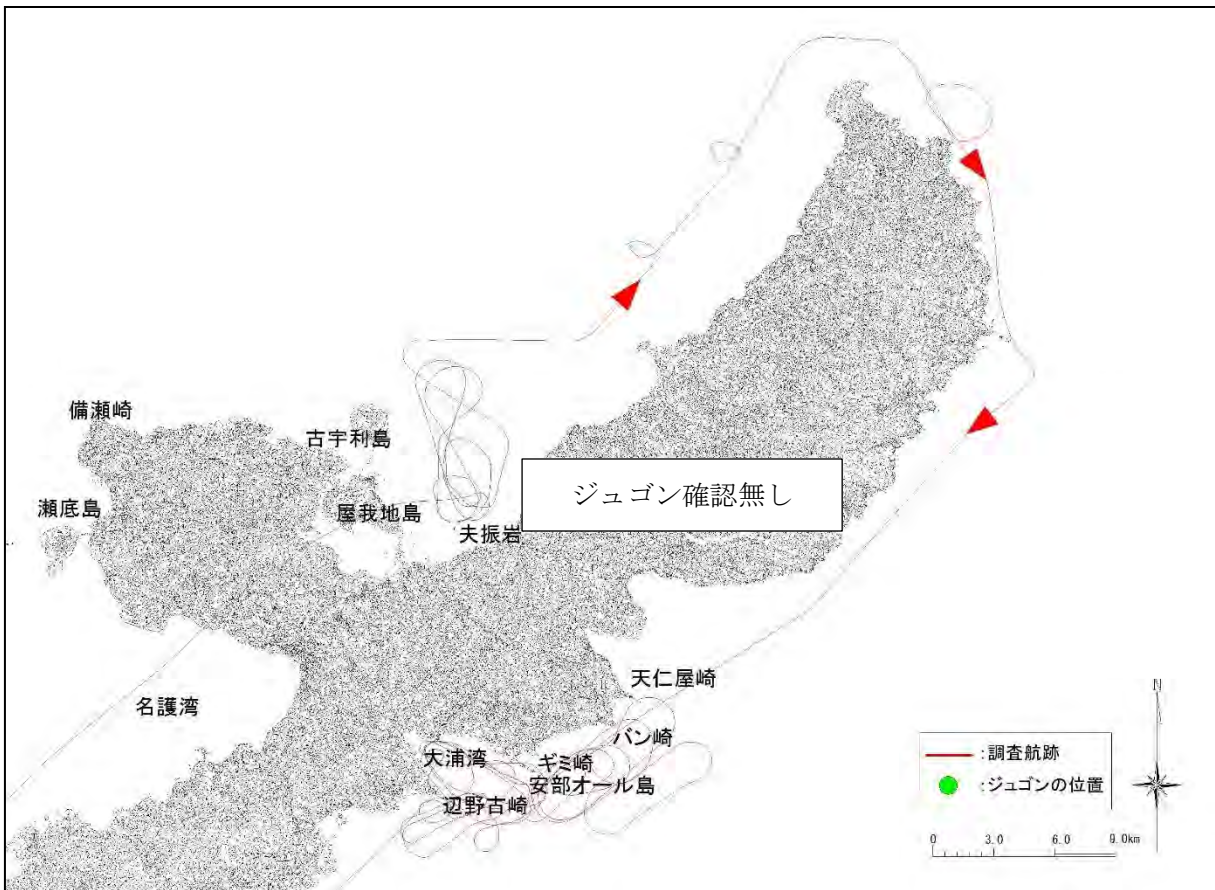 備瀬崎
古宇利島
瀬底島
屋我地島
夫振岩
ジュゴン確認無し
天仁屋崎
名護湾
バン崎
大浦湾
ギミ崎
安部オール島
辺野古崎
N
:調査航跡
:ジュゴンの位置
0 3.0 6.0 9.0km